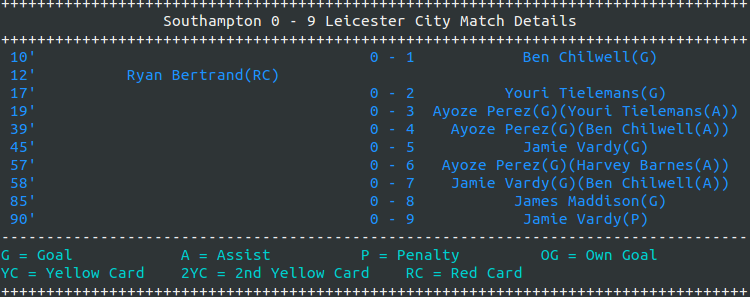 +++++++++++++++++++++++++++++++++++++++++++++++++++++++++++++++++++++++++++++++++++
Southampton 0 - 9 Leicester City Match Details
+++++++++++++++++++++++++++++++++++++++++++++++++++++++++++++++++++++++++++++++++++
10' 0 - 1 Ben Chilwell(G)
12' Ryan Bertrand(RC)
17' 0 - 2 Youri Tielemans(G)
19' 0 - 3 Ayoze Perez(G)(Youri Tielemans(A))
39' 0 - 4 Ayoze Perez(G)(Ben Chilwell(A))
45' 0 - 5 Jamie Vardy(G)
57' 0 - 6 Ayoze Perez(G)(Harvey Barnes(A))
58' 0 - 7 Jamie Vardy(G)(Ben Chilwell(A))
85' 0 - 8 James Maddison(G)
90' 0 - 9 Jamie Vardy(P)
-----------------------------------------------------------------------------------
G = Goal A = Assist P = Penalty OG = Own Goal
YC = Yellow Card 2YC = 2nd Yellow Card RC = Red Card
+++++++++++++++++++++++++++++++++++++++++++++++++++++++++++++++++++++++++++++++++++